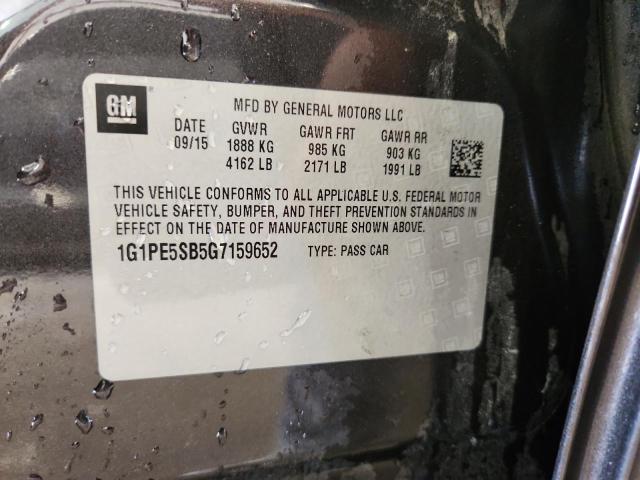 GM
MFD BY GENERAL MOTORS LLC
DATE GVWR GAWR FRT GAWR RR
09/15 1888 KG 985 KG 903 KG
4162 LB 2171 LB 1991 LB
THIS VEHICLE CONFORMS TO ALL APPLICABLE U.S. FEDERAL MOTOR
VEHICLE SAFETY, BUMPER, AND THEFT PREVENTION STANDARDS IN
EFFECT ON THE DATE OF MANUFACTURE SHOWN ABOVE.
1G1PE5SB5G7159652 TYPE: PASS CAR